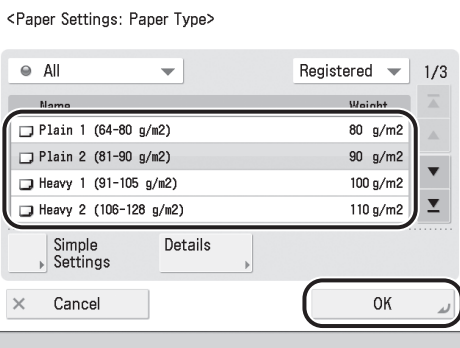 <Paper Settings: Paper Type>
All Registered 1/3
Name Weight
Plain 1 (64-80 g/m2) 80 g/m2
Plain 2 (81-90 g/m2) 90 g/m2
Heavy 1 (91-105 g/m2) 100 g/m2
Heavy 2 (106-128 g/m2) 110 g/m2
Simple Settings Details
Cancel OK